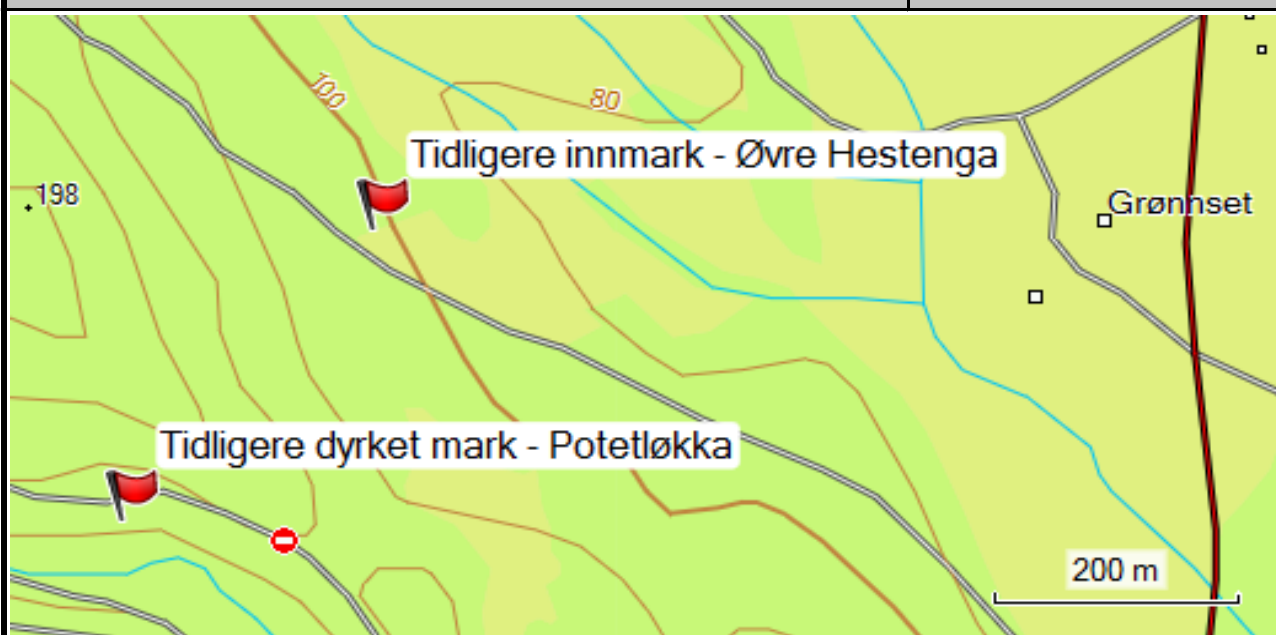 100
80
Tidligere innmark - Øvre Hestenga
198
Grønnset
Tidligere dyrket mark - Potetløkka
200 m